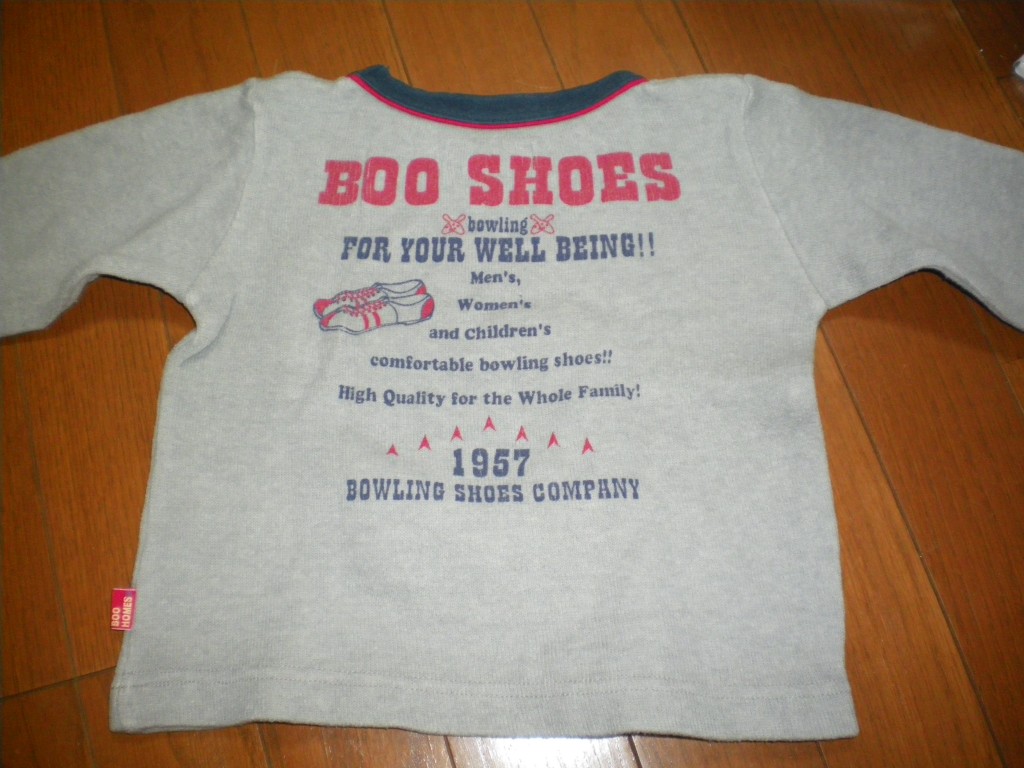 BOO SHOES
bowling
FOR YOUR WELL BEING!!
Men's,
Women's
and Children's
comfortable bowling shoes!!
High Quality for the Whole Family!
1957
BOWLING SHOES COMPANY
BOO
HOMES